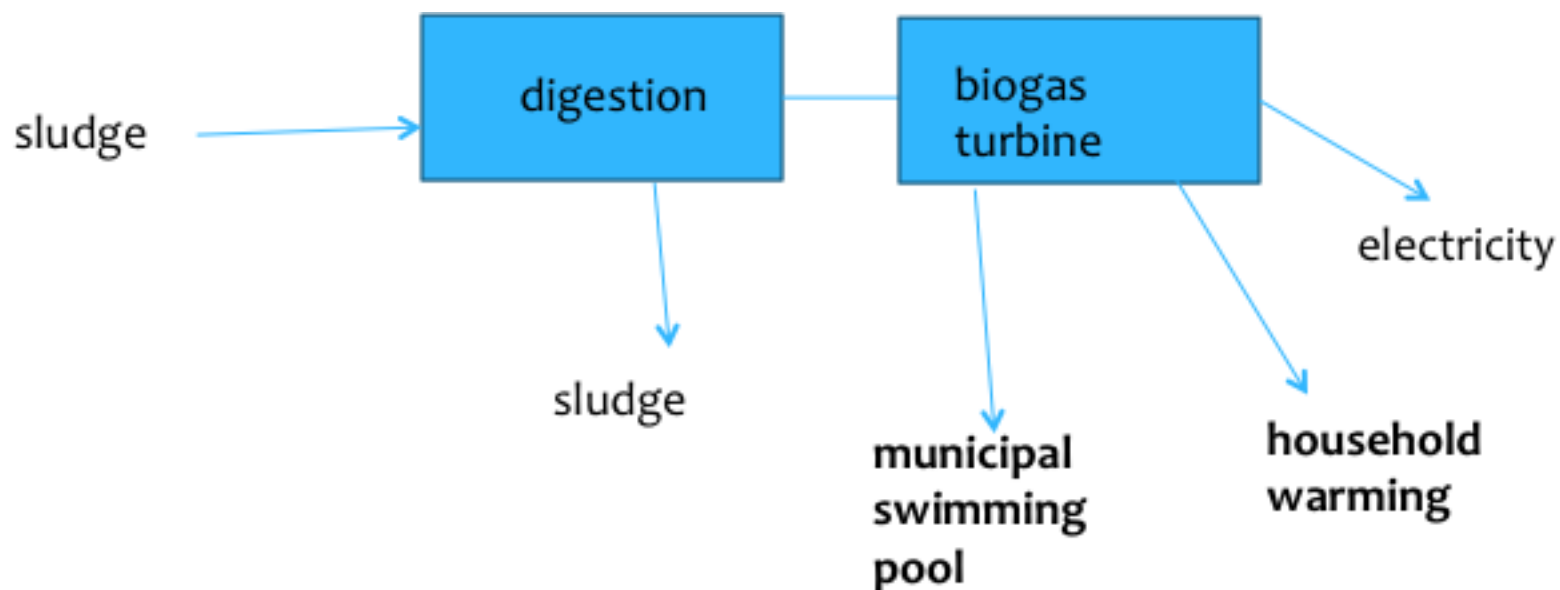 sludge
digestion
biogas
turbine
electricity
sludge
municipal
swimming
pool
household
warming